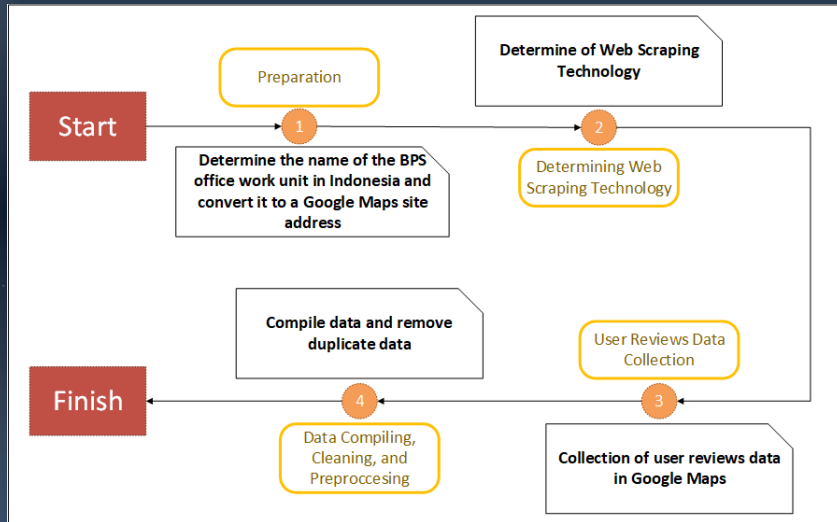 Start
Preparation
1
Determine the name of the BPS
office work unit in Indonesia and
convert it to a Google Maps site
address
Determine of Web Scraping
Technology
2
Determining Web
Scraping Technology
User Reviews Data
Collection
3
Collection of user reviews data
in Google Maps
Compile data and remove
duplicate data
4
Data Compiling,
Cleaning, and
Preproccesing
Finish